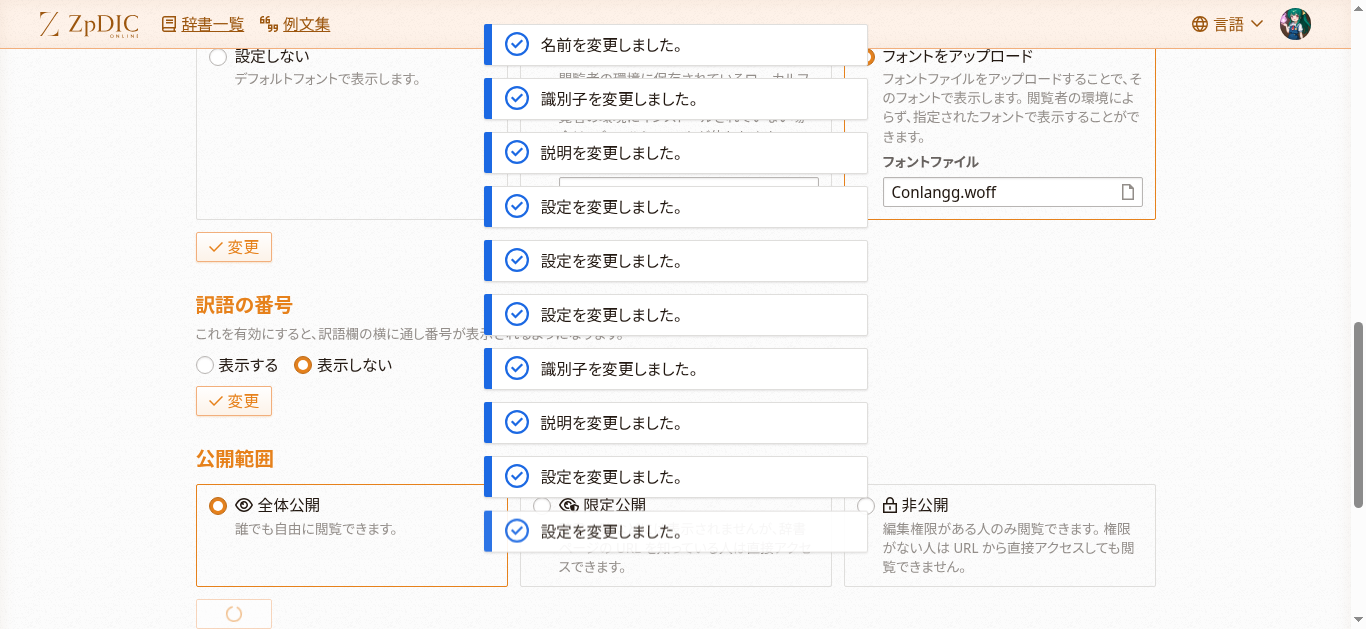 ZpDIC
ONLINE
辞書一覧
例文集
言語
名前を変更しました。
識別子を変更しました。
説明を変更しました。
設定を変更しました。
設定を変更しました。
設定を変更しました。
識別子を変更しました。
説明を変更しました。
設定を変更しました。
設定を変更しました。
設定しない
デフォルトフォントで表示します。
フォントをアップロード
フォントファイルをアップロードすることで、そ
のフォントで表示します。閲覧者の環境によ
らず、指定されたフォントで表示することがで
きます。
フォントファイル
Conlangg.woff
変更
訳語の番号
これを有効にすると、訳語欄の横に通し番号が表示されるようになります。
表示する
表示しない
変更
公開範囲
全体公開
誰でも自由に閲覧できます。
限定公開
スできます。
非公開
編集権限がある人のみ閲覧できます。権限
がない人は URL から直接アクセスしても閲
覧できません。